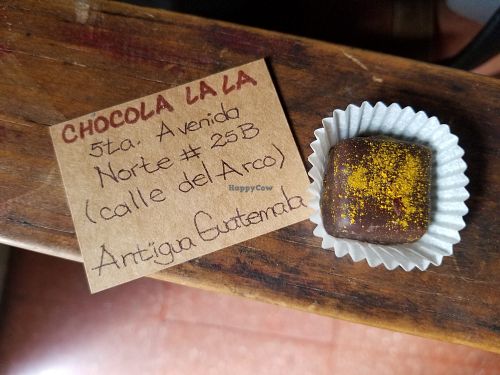 CHOCOLA LA LA
5ta. Avenida
Norte # 25B
(calle del Arco)
Antigua Guatemala
HappyCow